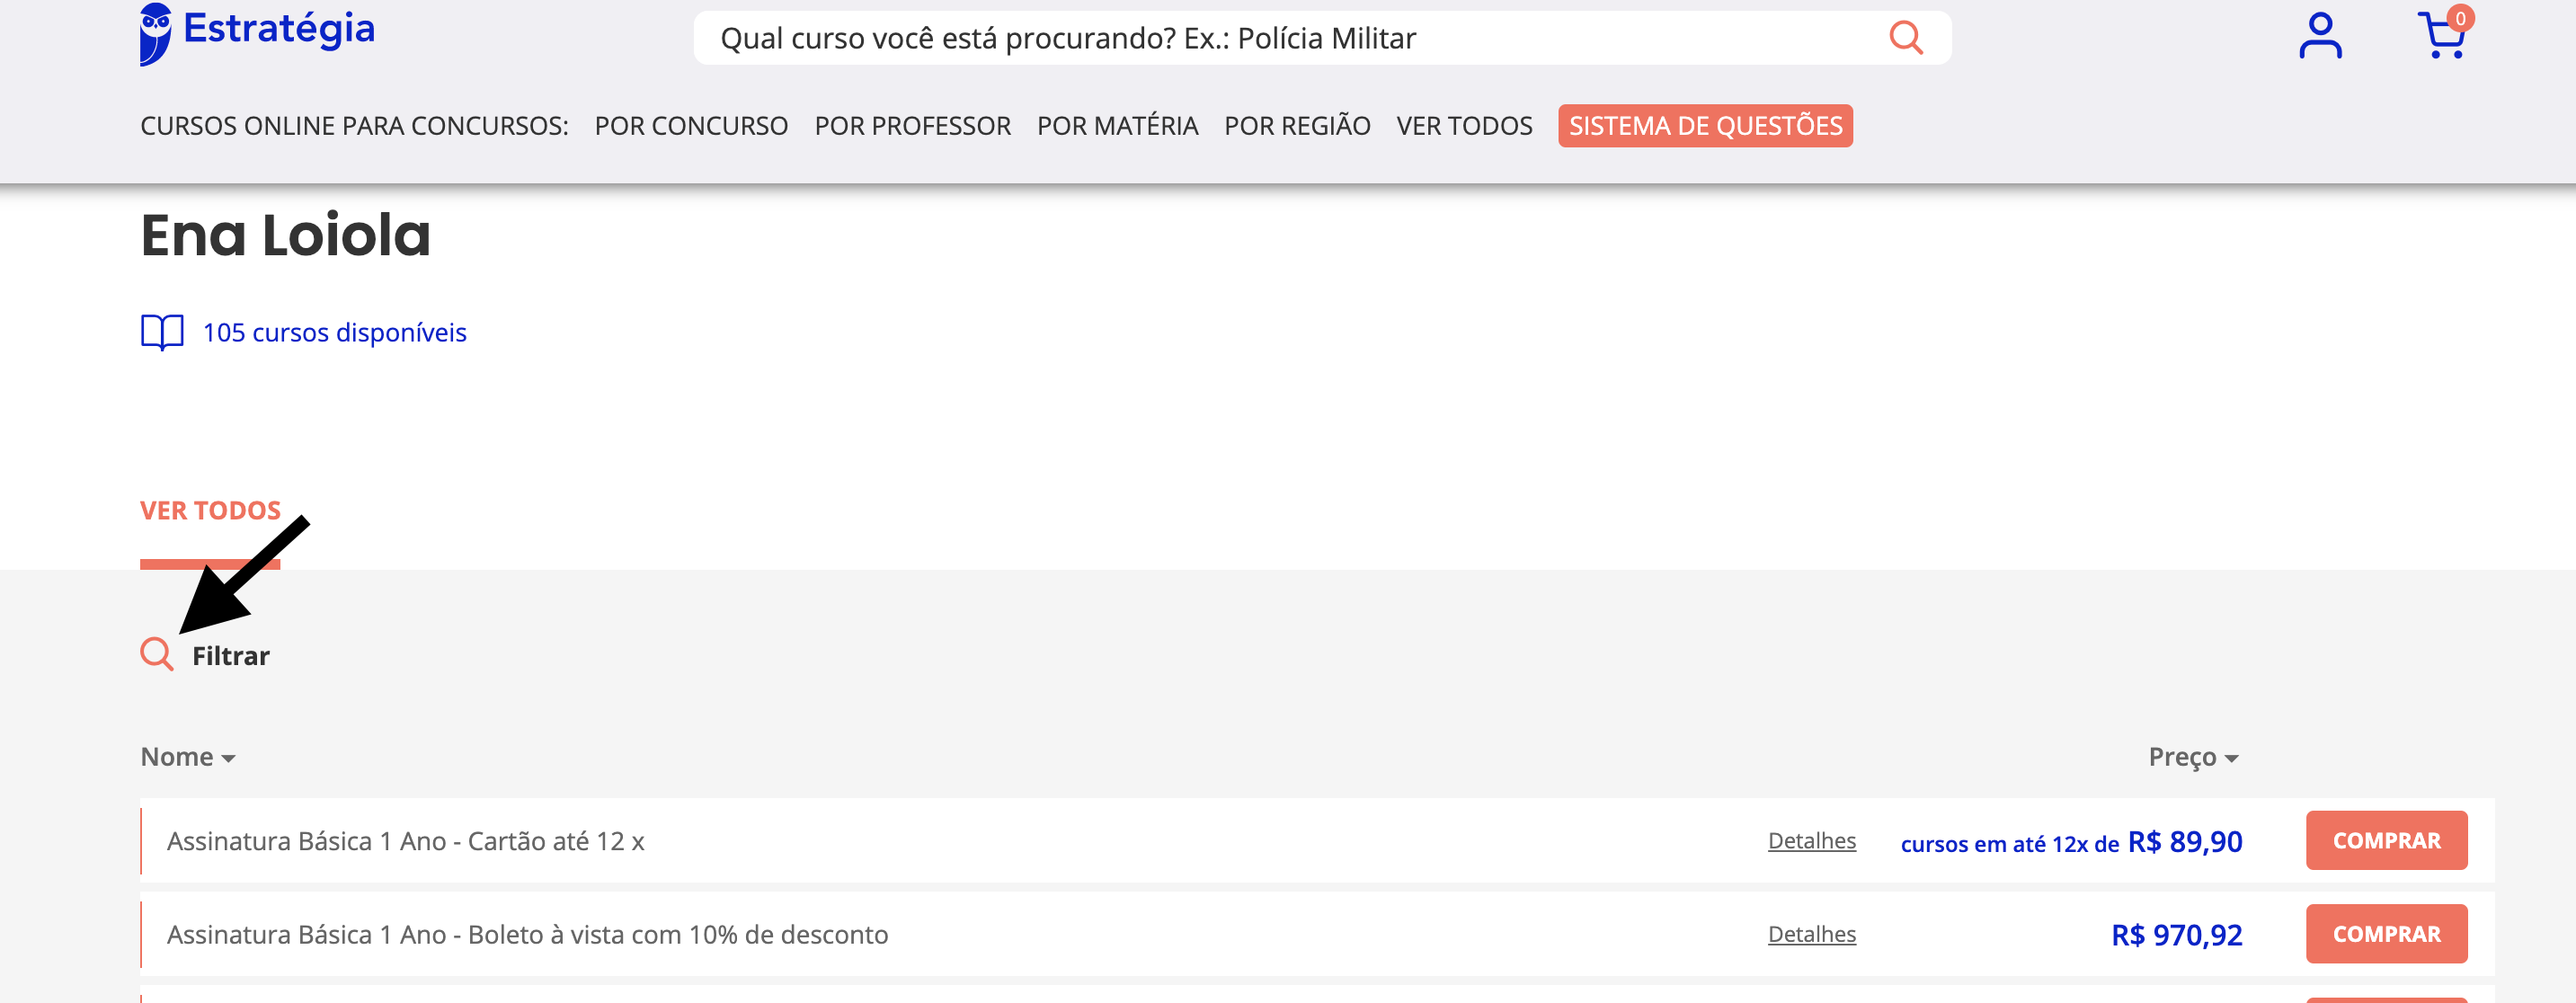 Estratégia
Qual curso você está procurando? Ex.: Polícia Militar
0
CURSOS ONLINE PARA CONCURSOS: POR CONCURSO POR PROFESSOR POR MATÉRIA POR REGIÃO VER TODOS SISTEMA DE QUESTÕES
Ena Loiola
105 cursos disponíveis
VER TODOS
Filtrar
Nome Preço
Assinatura Básica 1 Ano - Cartão até 12 x Detalhes cursos em até 12x de R$ 89,90 COMPRAR
Assinatura Básica 1 Ano - Boleto à vista com 10% de desconto Detalhes R$ 970,92 COMPRAR